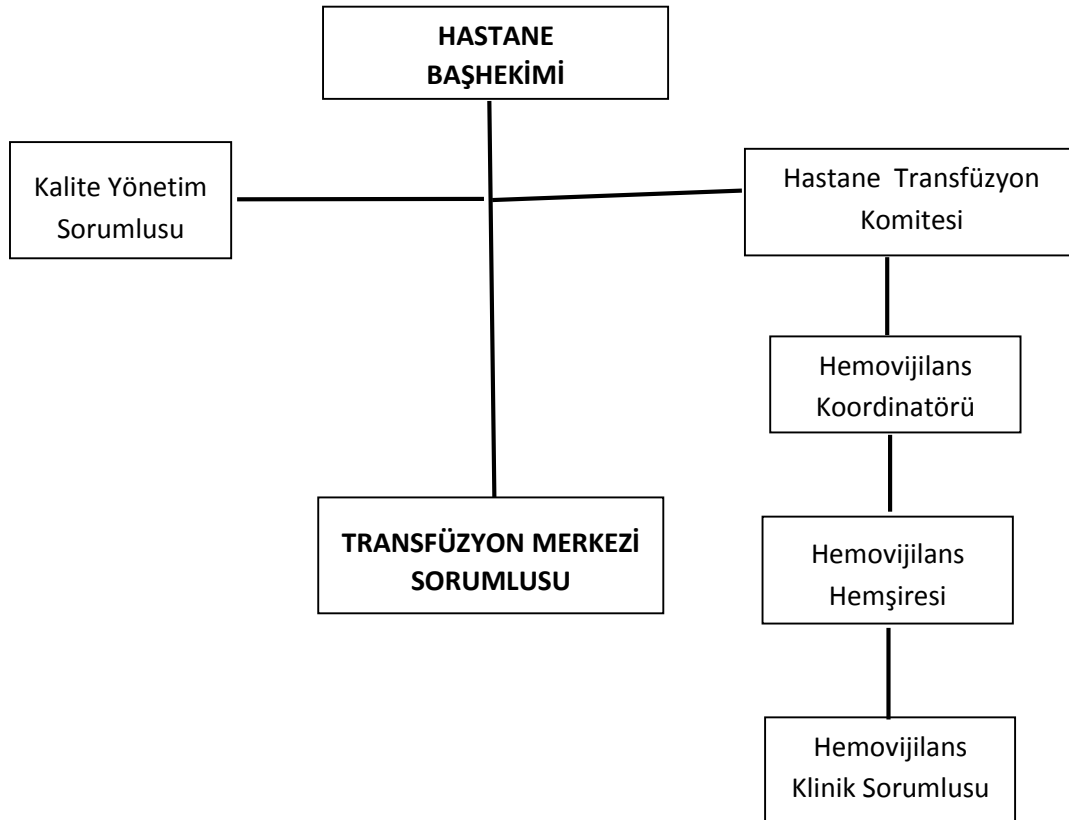 HASTANE
BAŞHEKİMİ
Kalite Yönetim
Sorumlusu
Hastane Transfüzyon
Komitesi
Hemovijilans
Koordinatörü
TRANSFÜZYON MERKEZİ
SORUMLUSU
Hemovijilans
Hemşiresi
Hemovijilans
Klinik Sorumlusu